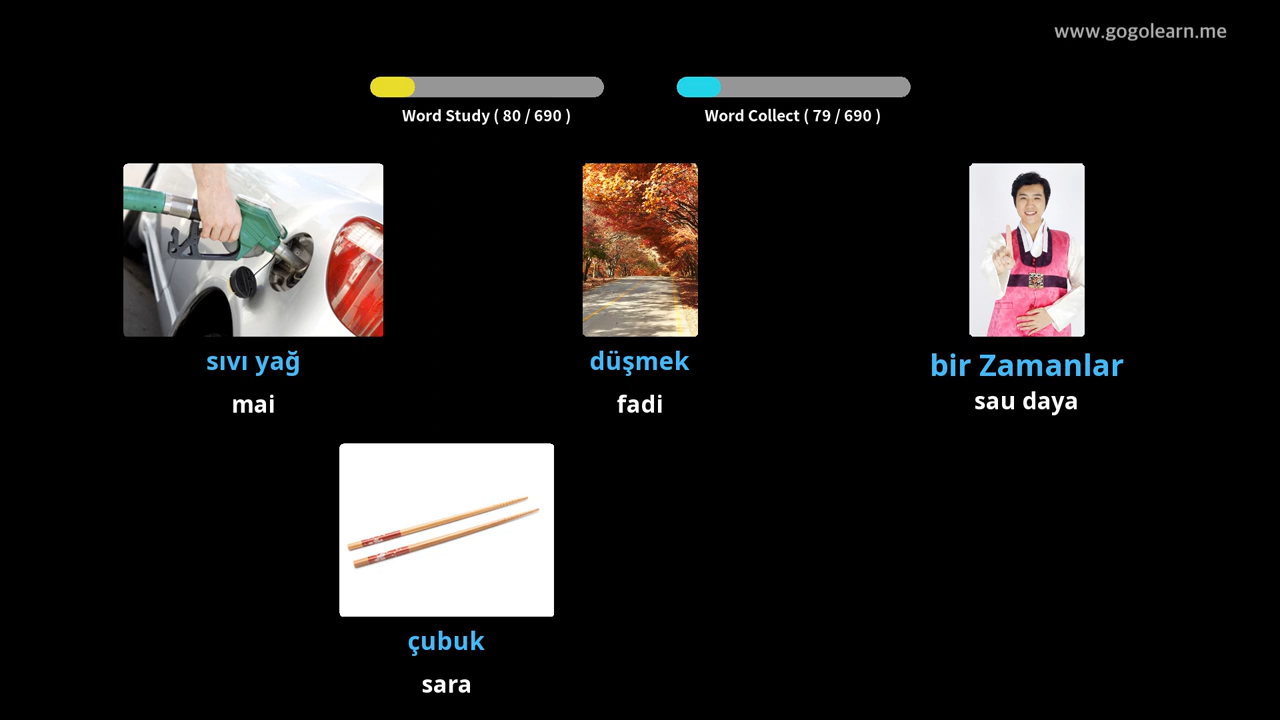 www.gogolearn.me
Word Study ( 80 / 690 )
Word Collect ( 79 / 690 )
sıvı yağ
mai
düşmek
fadi
bir Zamanlar
sau daya
çubuk
sara